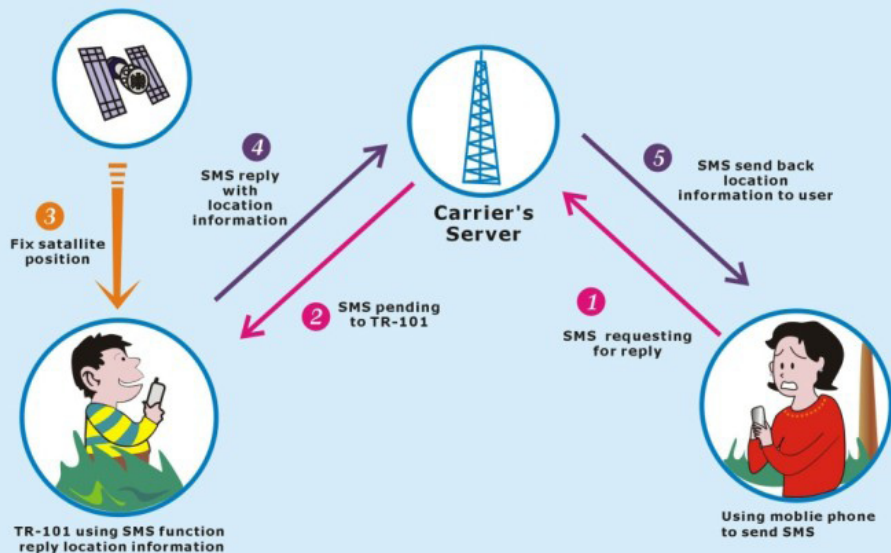 4
SMS reply
with
location
information
5
SMS send back
location
information to user
Carrier's
Server
3
Fix satallite
position
2
SMS pending
to TR-101
1
SMS requesting
for reply
TR-101 using SMS function
reply location information
Using moblie phone
to send SMS